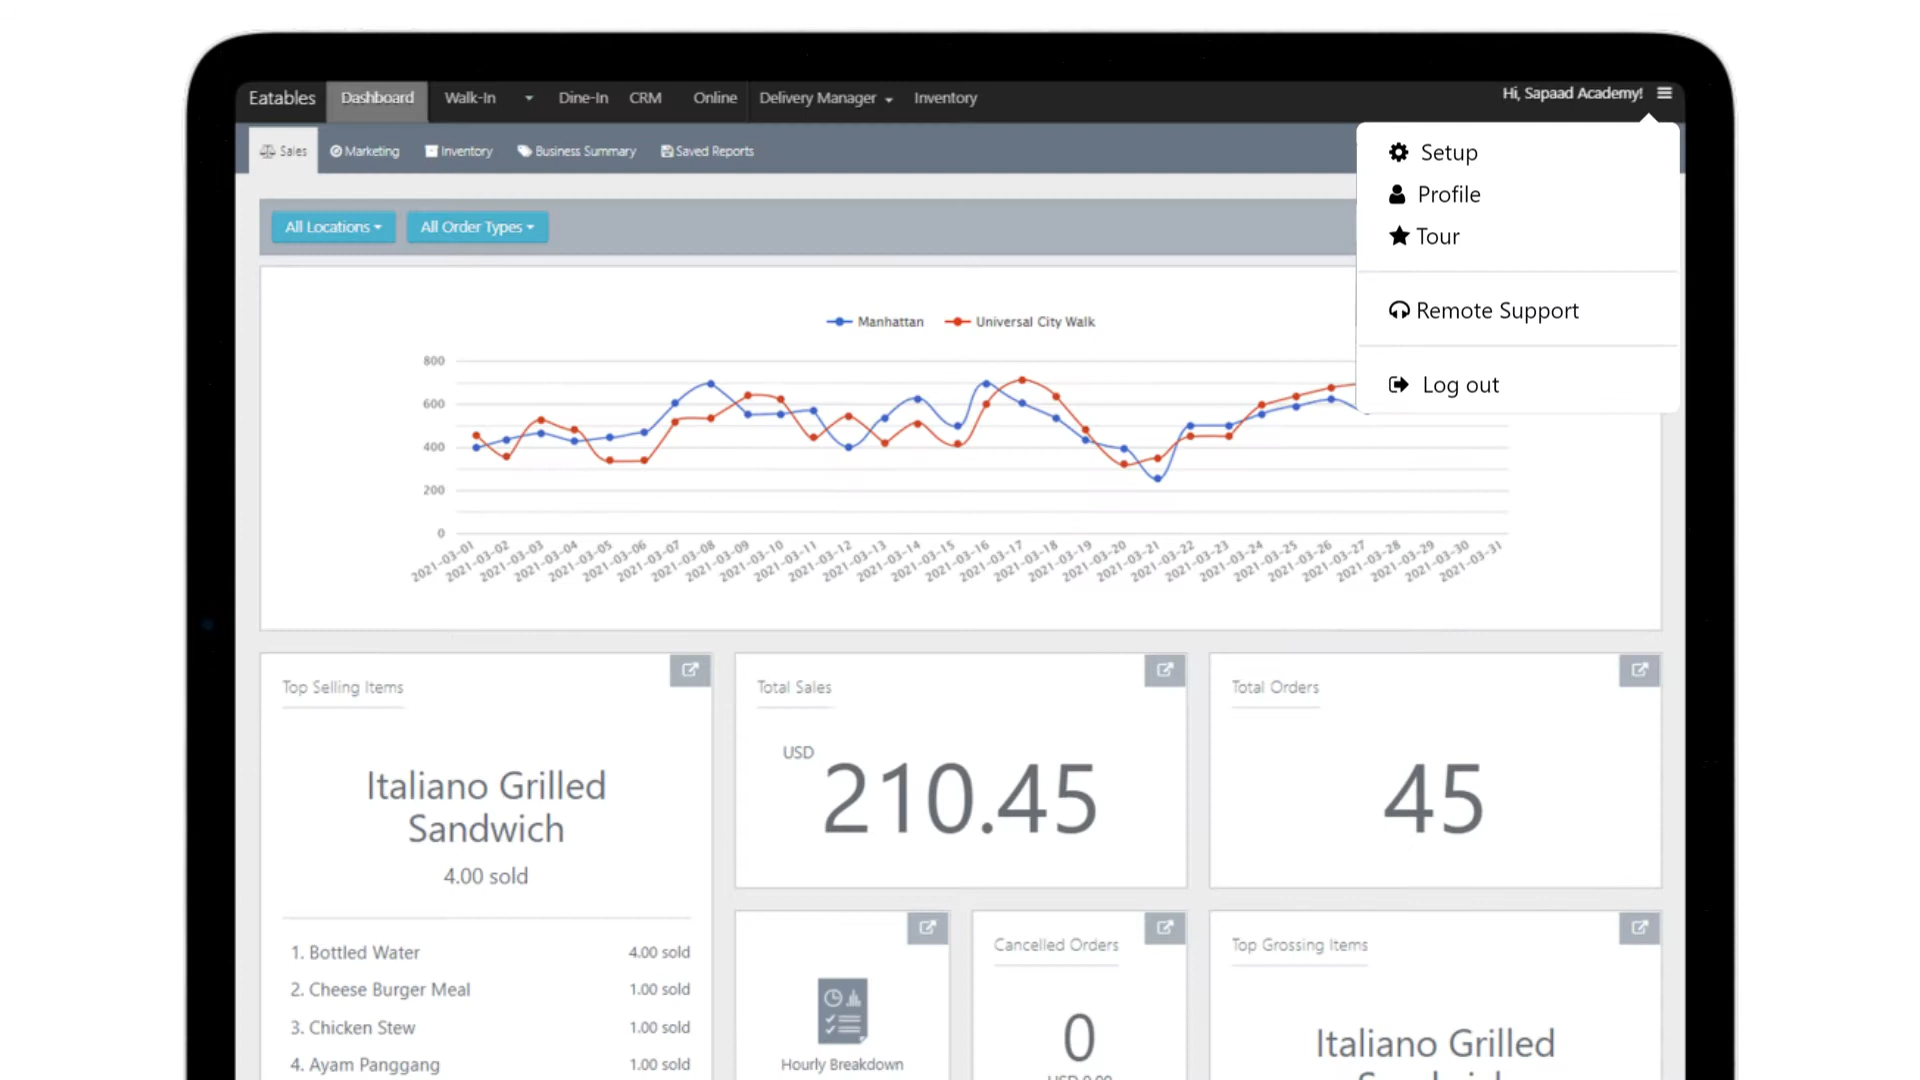 Eatables Dashboard Walk-In Dine-In CRM Online Delivery Manager Inventory Hi, Sapaad Academy!
Sales Marketing Inventory Business Summary Saved Reports
Setup
Profile
Tour
Remote Support
Log out
All Locations All Order Types
Manhattan Universal City Walk
800
600
400
200
0
2021-03-01 2021-03-02 2021-03-03 2021-03-04 2021-03-05 2021-03-06 2021-03-07 2021-03-08 2021-03-09 2021-03-10 2021-03-11 2021-03-12 2021-03-13 2021-03-14 2021-03-15 2021-03-16 2021-03-17 2021-03-18 2021-03-19 2021-03-20 2021-03-21 2021-03-22 2021-03-23 2021-03-24 2021-03-25 2021-03-26 2021-03-27 2021-03-28 2021-03-29 2021-03-30 2021-03-31
Top Selling Items
Italiano Grilled
Sandwich
4.00 sold
1. Bottled Water 4.00 sold
2. Cheese Burger Meal 1.00 sold
3. Chicken Stew 1.00 sold
4. Ayam Panggang 1.00 sold
Total Sales
USD
210.45
Total Orders
45
Hourly Breakdown
Cancelled Orders
0
USD 0.00
Top Grossing Items
Italiano Grilled
Sandwich